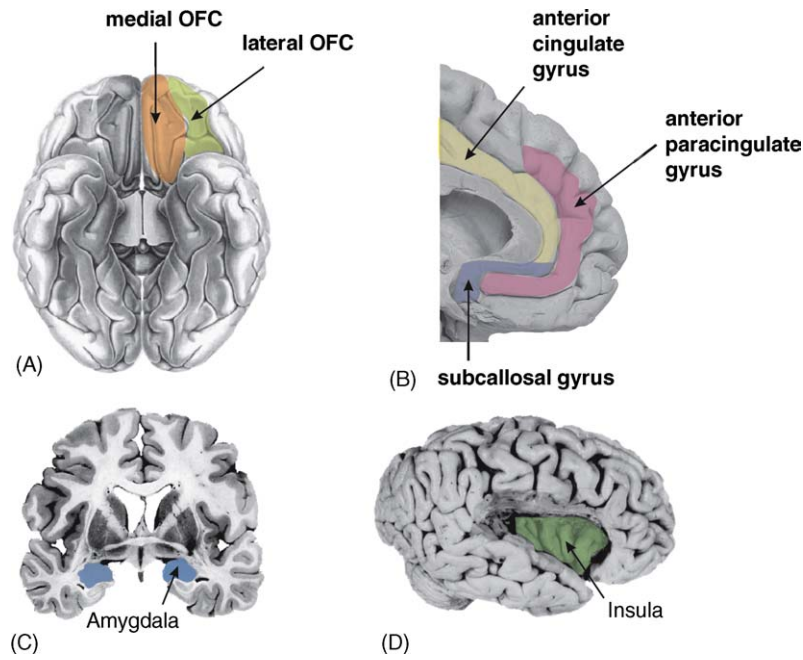 medial OFC
lateral OFC
(A)
anterior
cingulate
gyrus
anterior
paracingulate
gyrus
(B)
subcallosal gyrus
Amygdala
(C)
Insula
(D)